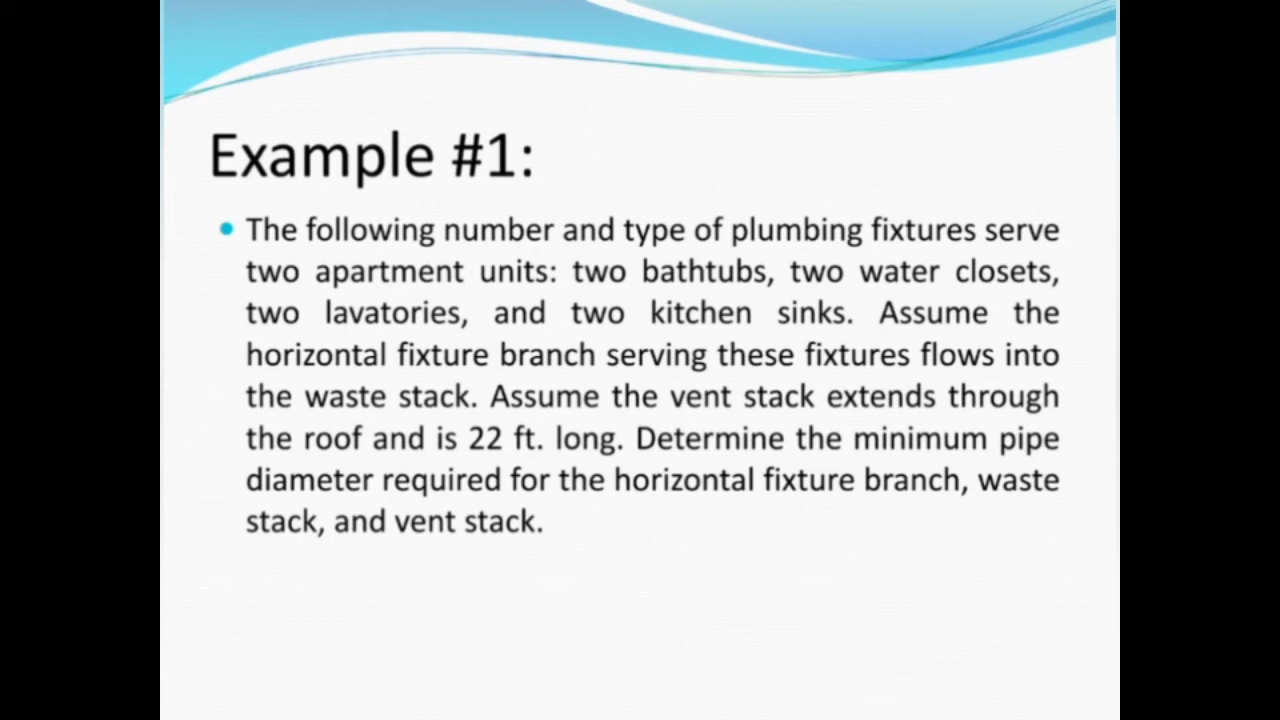 Example #1:
The following number and type of plumbing fixtures serve
two apartment units: two bathtubs, two water closets,
two lavatories, and two kitchen sinks. Assume the
horizontal fixture branch serving these fixtures flows into
the waste stack. Assume the vent stack extends through
the roof and is 22 ft. long. Determine the minimum pipe
diameter required for the horizontal fixture branch, waste
stack, and vent stack.